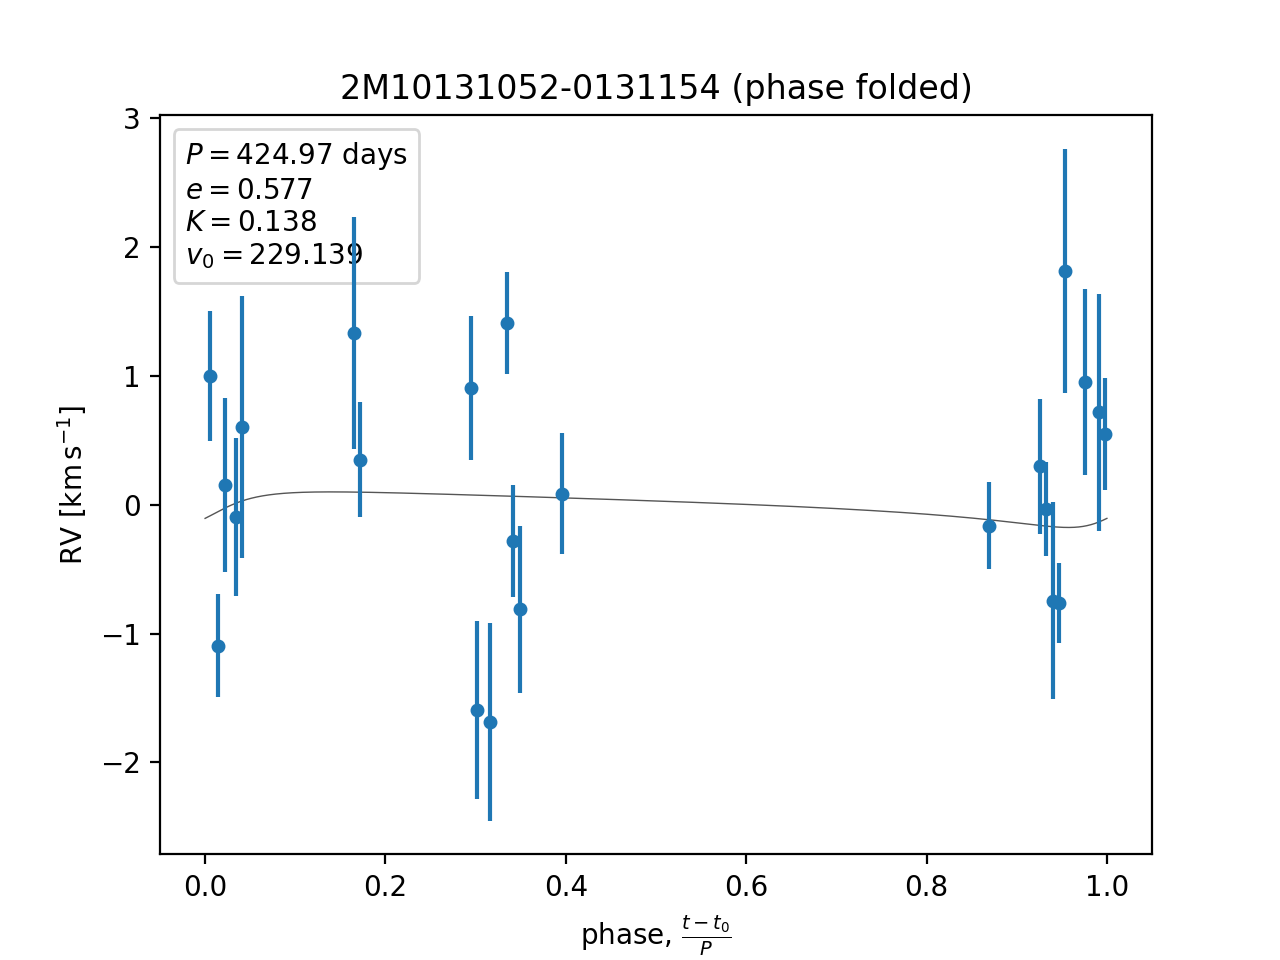 2M10131052-0131154 (phase folded)
P = 424.97 days
e = 0.577
K = 0.138
v₀ = 229.139
3
2
1
0
−1
−2
RV [km s⁻¹]
0.0 0.2 0.4 0.6 0.8 1.0
phase, (t − t₀)/P